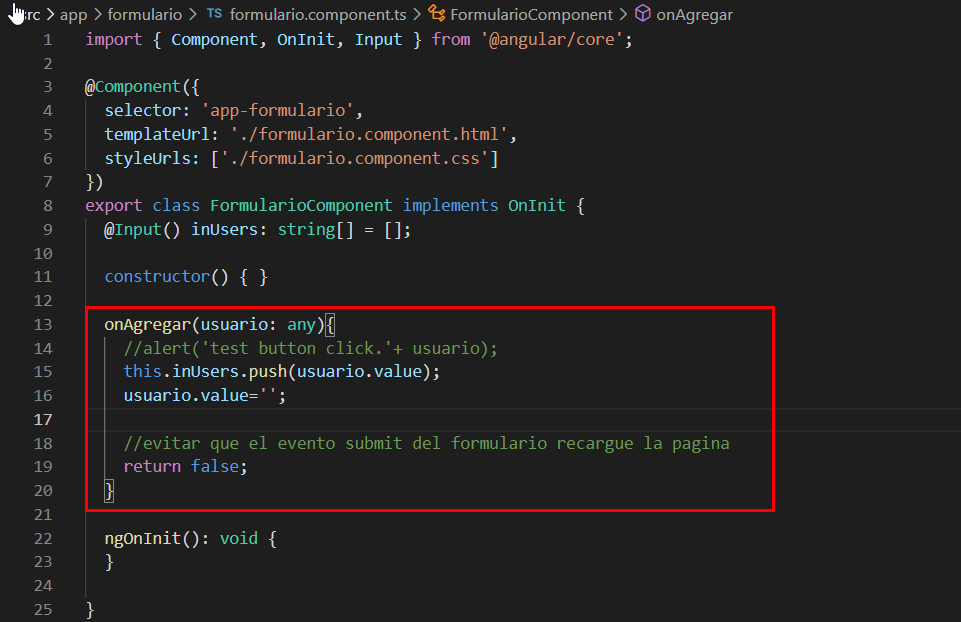 src > app > formulario > TS formulario.component.ts > FormularioComponent > onAgregar
1 import { Component, OnInit, Input } from '@angular/core';
2
3 @Component({
4 selector: 'app-formulario',
5 templateUrl: './formulario.component.html',
6 styleUrls: ['./formulario.component.css']
7 })
8 export class FormularioComponent implements OnInit {
9 @Input() inUsers: string[] = [];
10
11 constructor() { }
12
13 onAgregar(usuario: any){
14 //alert('test button click.'+ usuario);
15 this.inUsers.push(usuario.value);
16 usuario.value='';
17
18 //evitar que el evento submit del formulario recargue la pagina
19 return false;
20 }
21
22 ngOnInit(): void {
23 }
24
25 }